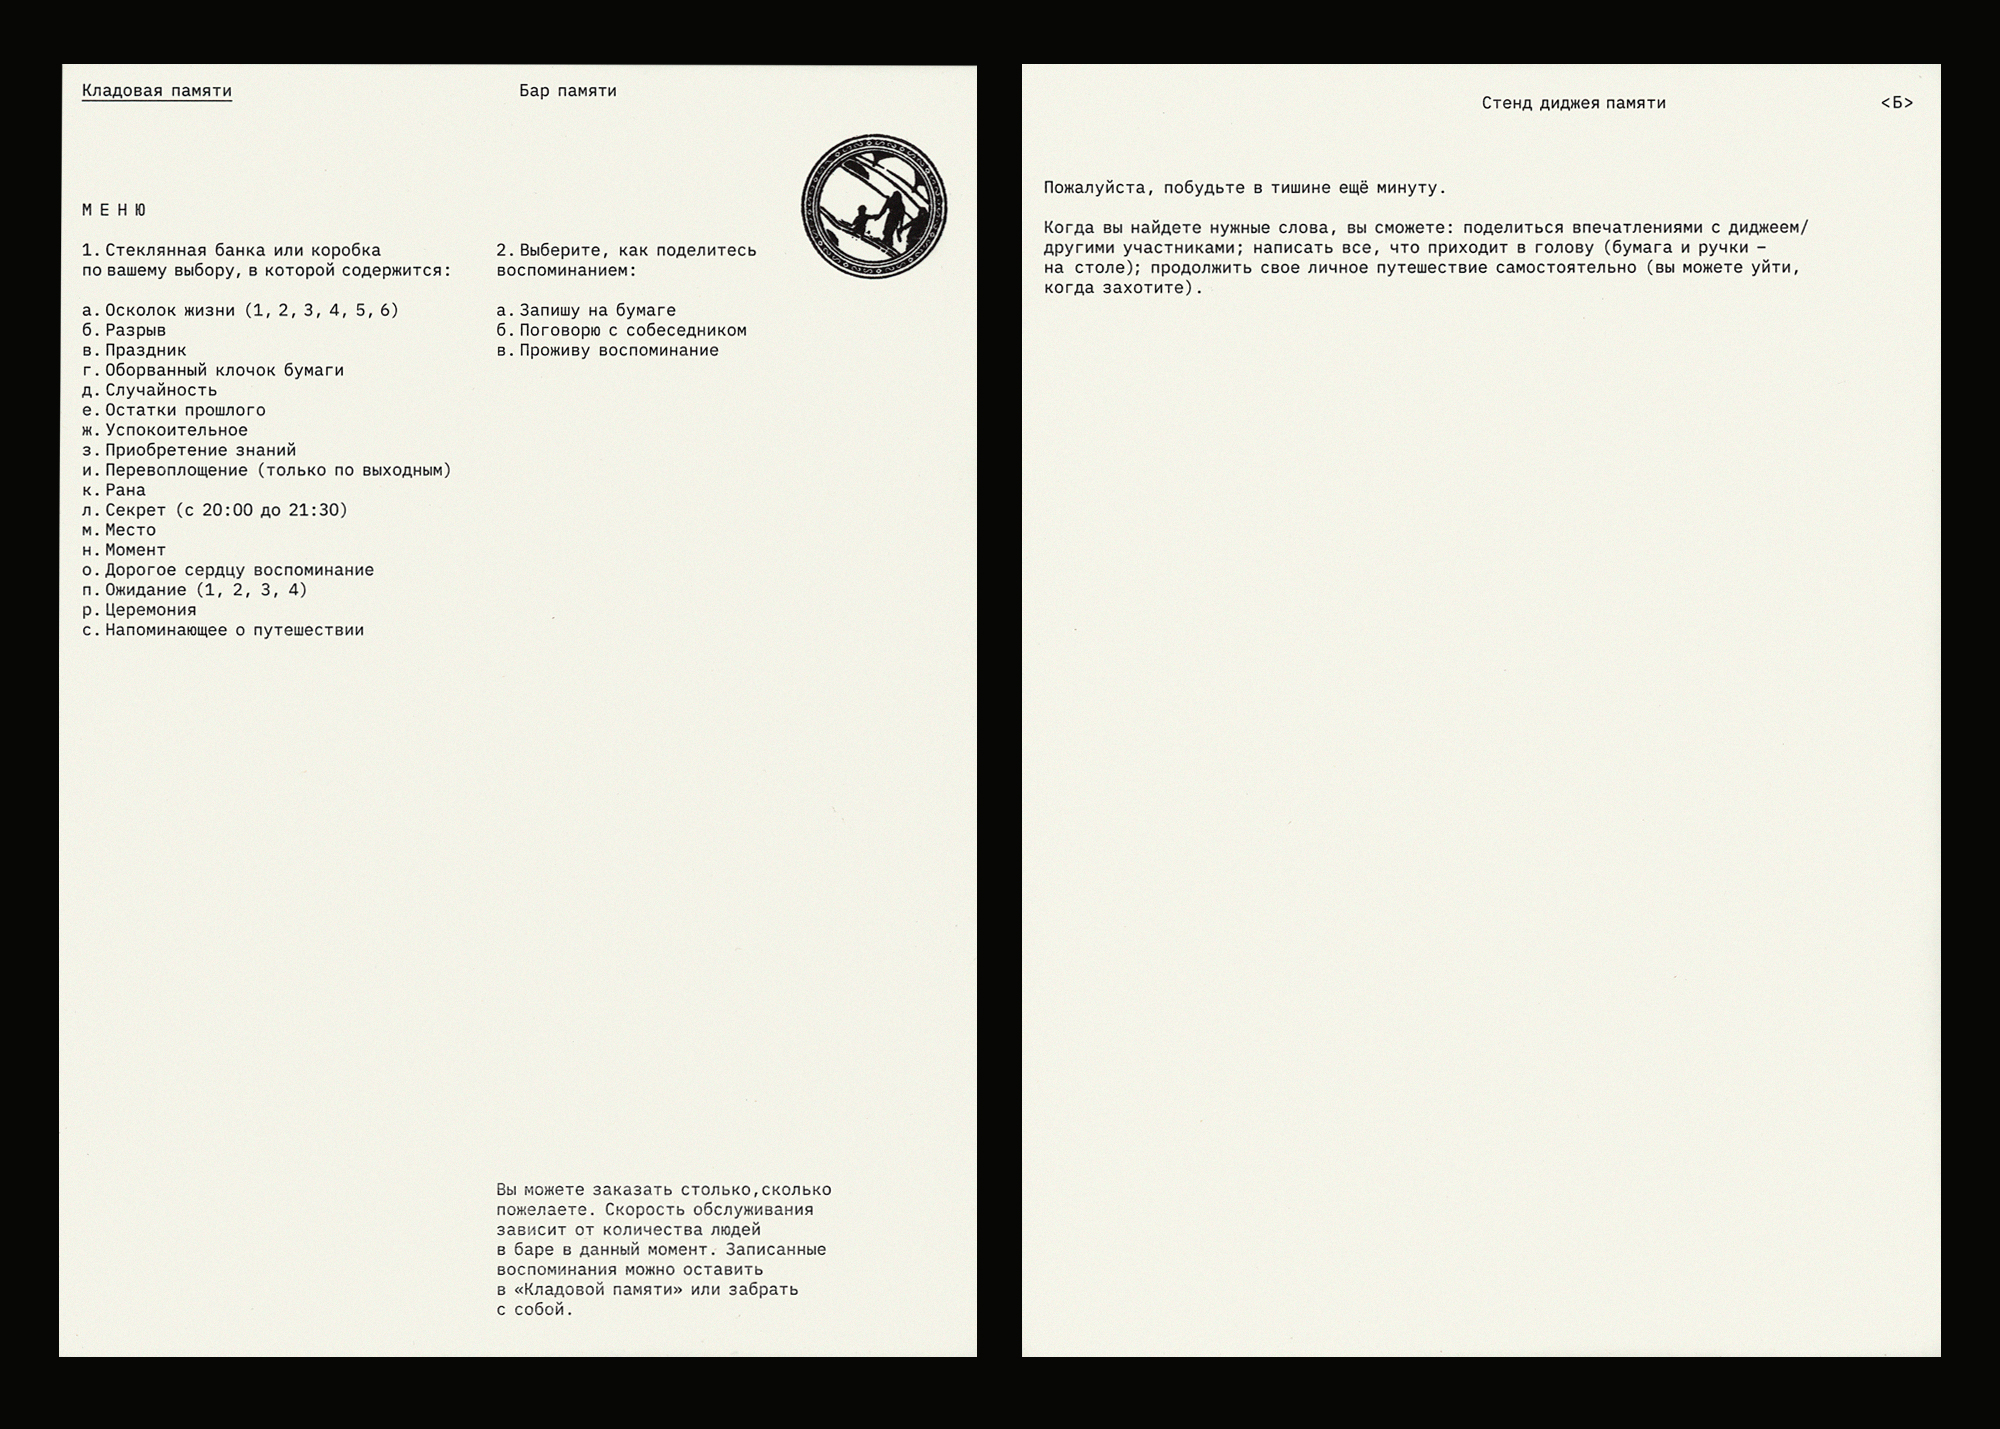 Кладовая памяти
Бар памяти
МЕНЮ
1. Стеклянная банка или коробка
по вашему выбору, в которой содержится:
а. Осколок жизни (1, 2, 3, 4, 5, 6)
б. Разрыв
в. Праздник
г. Оборванный клочок бумаги
д. Случайность
е. Остатки прошлого
ж. Успокоительное
з. Приобретение знаний
и. Перевоплощение (только по выходным)
к. Рана
л. Секрет (с 20:00 до 21:30)
м. Место
н. Момент
о. Дорогое сердцу воспоминание
п. Ожидание (1, 2, 3, 4)
р. Церемония
с. Напоминающее о путешествии
2. Выберите, как поделитесь
воспоминанием:
а. Запишу на бумаге
б. Поговорю с собеседником
в. Проживу воспоминание
Вы можете заказать столько,сколько
пожелаете. Скорость обслуживания
зависит от количества людей
в баре в данный момент. Записанные
воспоминания можно оставить
в «Кладовой памяти» или забрать
с собой.
Стенд диджея памяти
<Б>
Пожалуйста, побудьте в тишине ещё минуту.
Когда вы найдете нужные слова, вы сможете: поделиться впечатлениями с диджеем/
другими участниками; написать все, что приходит в голову (бумага и ручки –
на столе); продолжить свое личное путешествие самостоятельно (вы можете уйти,
когда захотите).